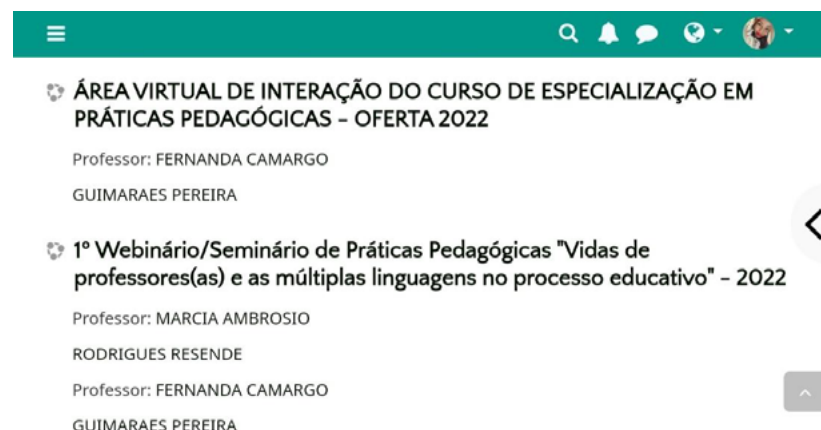 ÁREA VIRTUAL DE INTERAÇÃO DO CURSO DE ESPECIALIZAÇÃO EM
PRÁTICAS PEDAGÓGICAS – OFERTA 2022
Professor: FERNANDA CAMARGO
GUIMARAES PEREIRA
1º Webinário/Seminário de Práticas Pedagógicas "Vidas de
professores(as) e as múltiplas linguagens no processo educativo" – 2022
Professor: MARCIA AMBROSIO
RODRIGUES RESENDE
Professor: FERNANDA CAMARGO
GUIMARAES PEREIRA